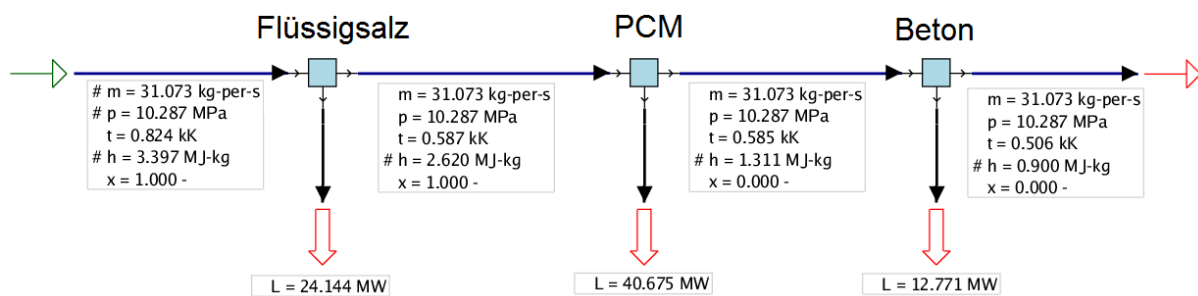 Flüssigsalz
PCM
Beton
# m = 31.073 kg-per-s
# p = 10.287 MPa
t = 0.824 kK
# h = 3.397 MJ-kg
x = 1.000 -
m = 31.073 kg-per-s
p = 10.287 MPa
t = 0.587 kK
# h = 2.620 MJ-kg
x = 1.000 -
m = 31.073 kg-per-s
p = 10.287 MPa
t = 0.585 kK
# h = 1.311 MJ-kg
x = 0.000 -
m = 31.073 kg-per-s
p = 10.287 MPa
t = 0.506 kK
# h = 0.900 MJ-kg
x = 0.000 -
L = 24.144 MW
L = 40.675 MW
L = 12.771 MW